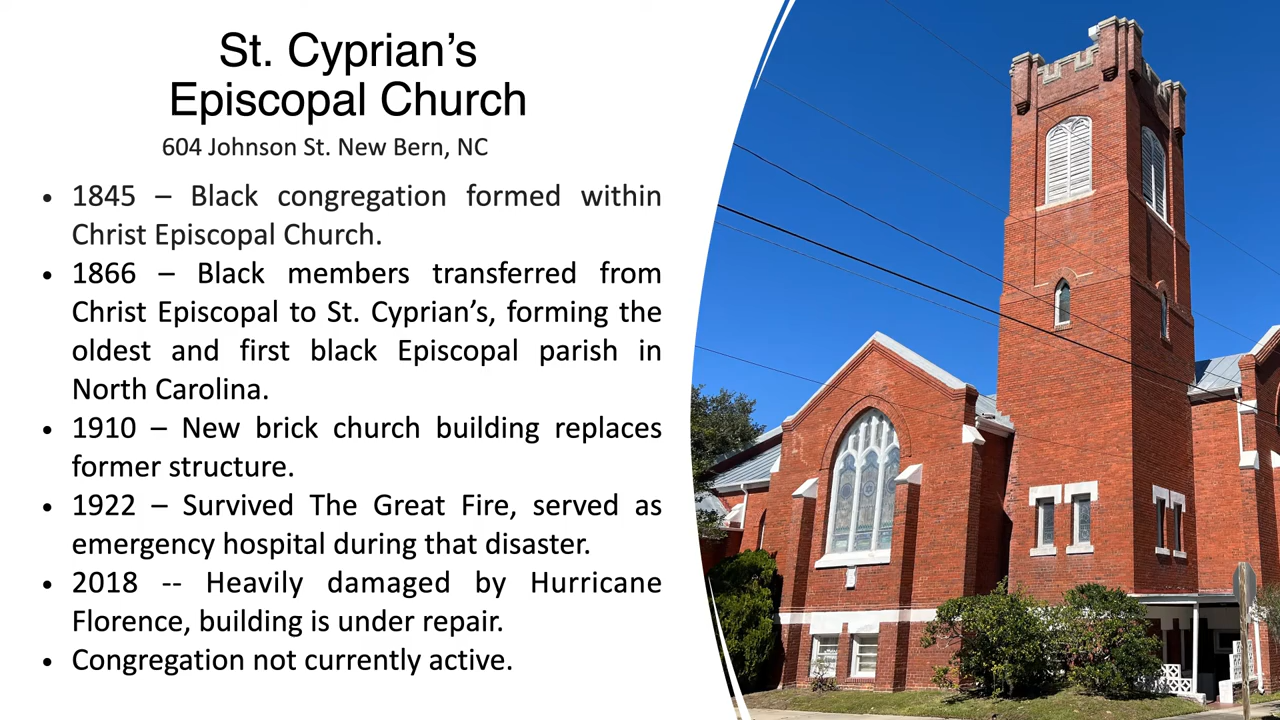 St. Cyprian’s
Episcopal Church
604 Johnson St. New Bern, NC
• 1845 – Black congregation formed within
Christ Episcopal Church.
• 1866 – Black members transferred from
Christ Episcopal to St. Cyprian’s, forming the
oldest and first black Episcopal parish in
North Carolina.
• 1910 – New brick church building replaces
former structure.
• 1922 – Survived The Great Fire, served as
emergency hospital during that disaster.
• 2018 -- Heavily damaged by Hurricane
Florence, building is under repair.
• Congregation not currently active.